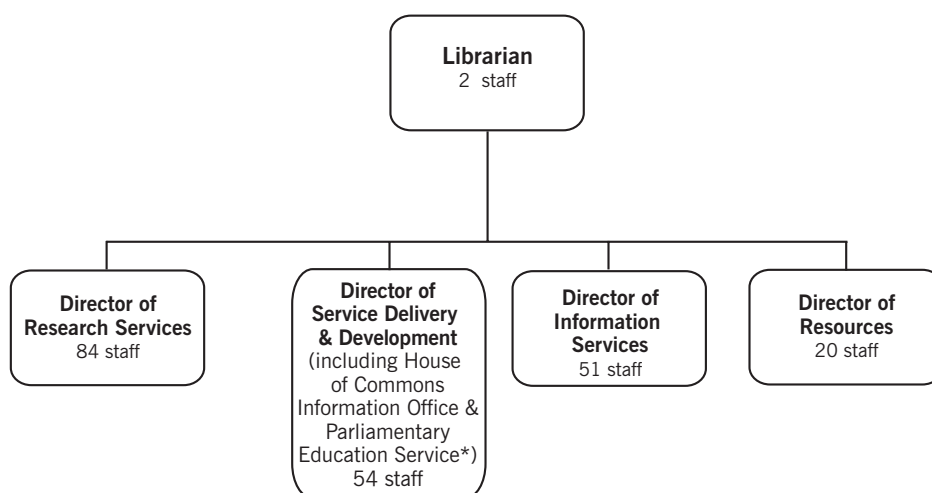 Librarian
2 staff
Director of
Research Services
84 staff
Director of
Service Delivery
& Development
(including House
of Commons
Information Office &
Parliamentary
Education Service*)
54 staff
Director of
Information
Services
51 staff
Director of
Resources
20 staff